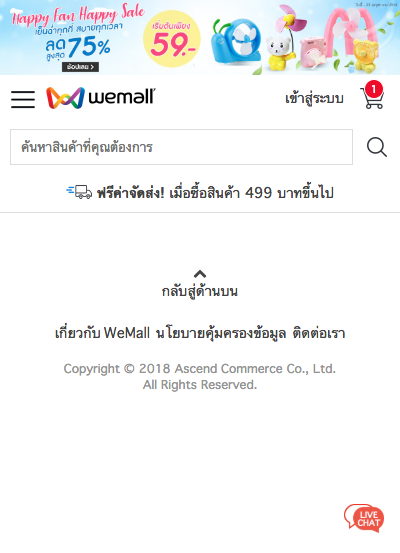 Happy Fan Happy Sale
เย็นฉ่ำทุกที่ สบายทุกเวลา
ลดสูงสุด 75%
ช้อปเลย >
เริ่มต้นเพียง
59.-
wemall
เข้าสู่ระบบ
1
ค้นหาสินค้าที่คุณต้องการ
ฟรีค่าจัดส่ง! เมื่อซื้อสินค้า 499 บาทขึ้นไป
กลับสู่ด้านบน
เกี่ยวกับ WeMall นโยบายคุ้มครองข้อมูล ติดต่อเรา
Copyright © 2018 Ascend Commerce Co., Ltd.
All Rights Reserved.
LIVE
CHAT